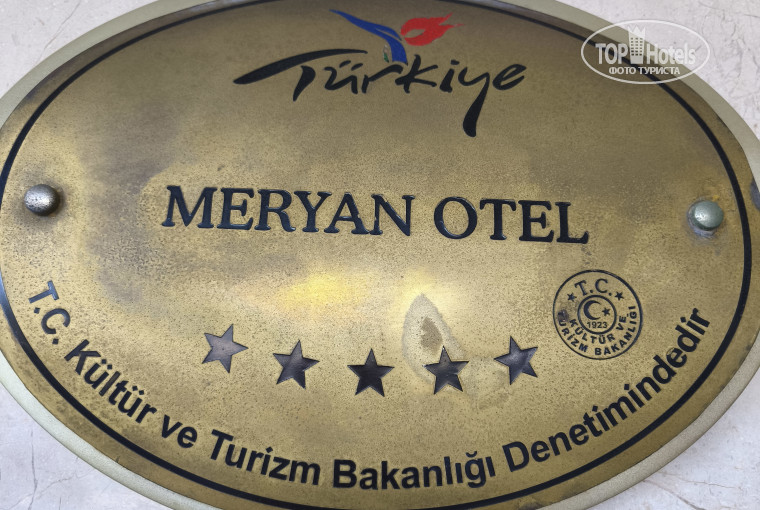 TOP Hotels
ФОТО ТУРИСТА
Türkiye
MERYAN OTEL
T.C.
KÜLTÜR VE
TURİZM BAKANLIĞI
1923
T.C. Kültür ve Turizm Bakanlığı Denetimindedir